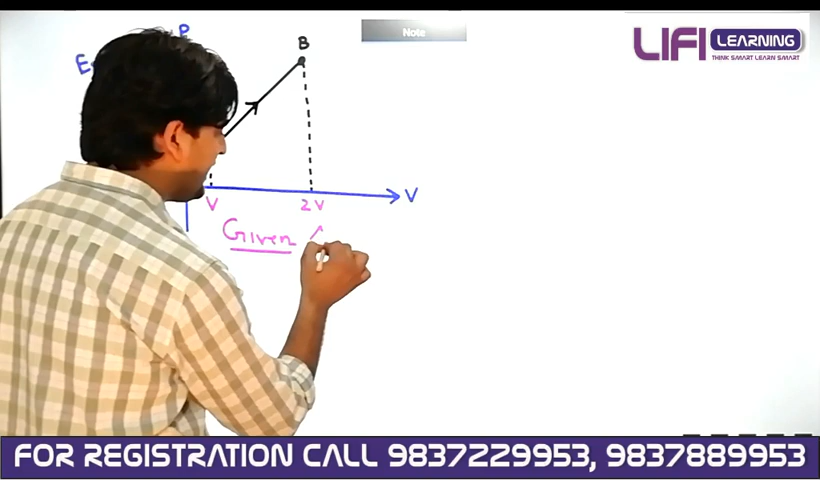 P
Note
LIFI LEARNING
THINK SMART LEARN SMART
B
V
V 2V
Given
FOR REGISTRATION CALL 9837229953, 9837889953